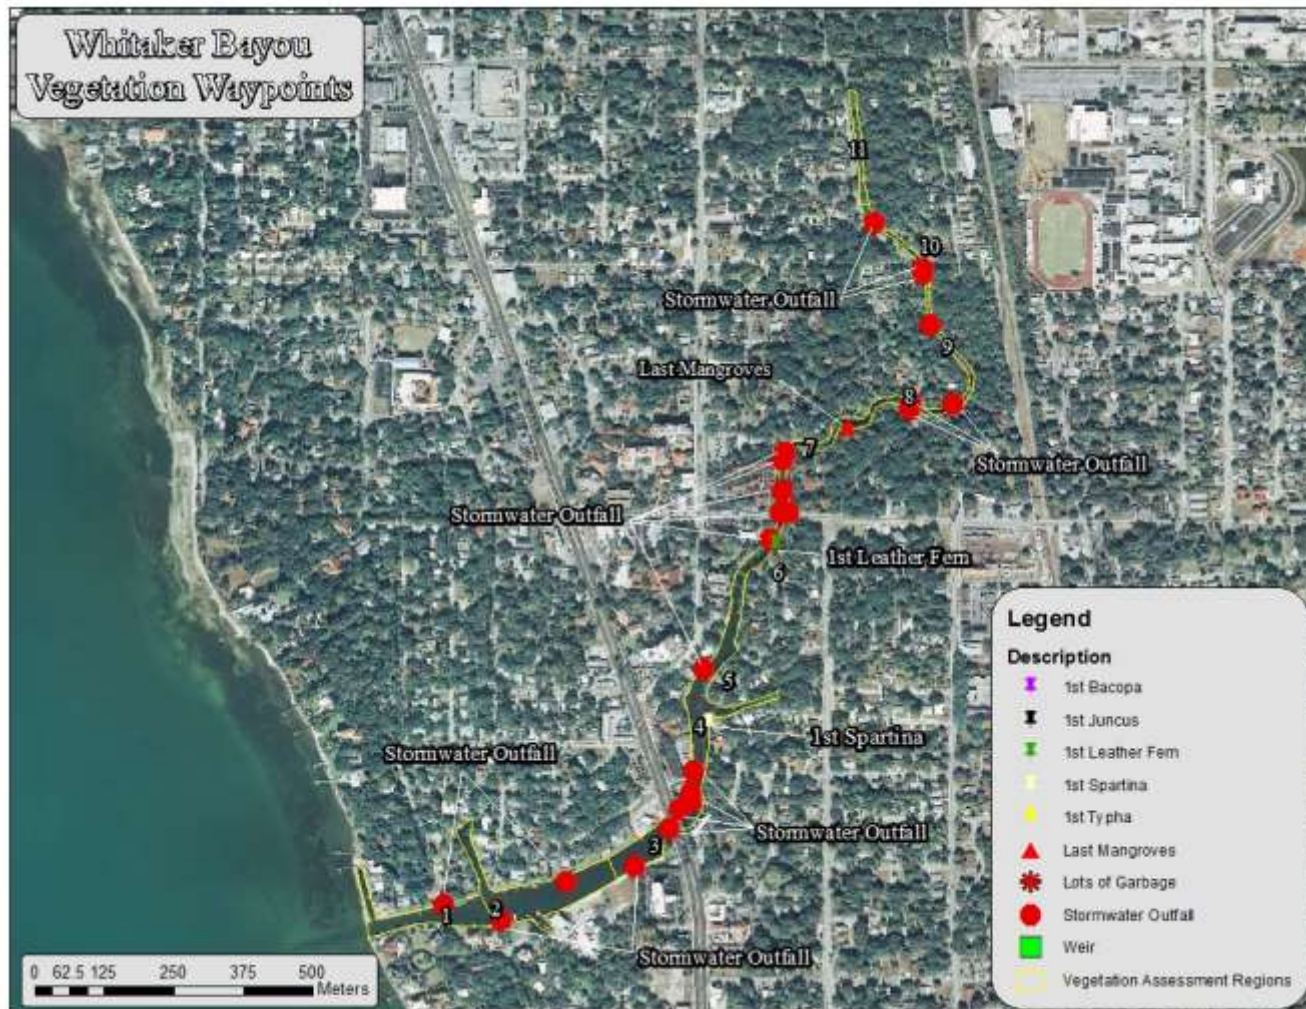 Whitaker Bayou
Vegetation Waypoints
11
10
Stormwater Outfall
9
Last Mangroves
8
7
Stormwater Outfall
Stormwater Outfall
1st Leather Fern
6
5
4
1st Spartina
Stormwater Outfall
Stormwater Outfall
3
1
2
Stormwater Outfall
0 62.5 125 250 375 500
Meters
Legend
Description
1st Bacopa
1st Juncus
1st Leather Fern
1st Spartina
1st Typha
Last Mangroves
Lots of Garbage
Stormwater Outfall
Weir
Vegetation Assessment Regions